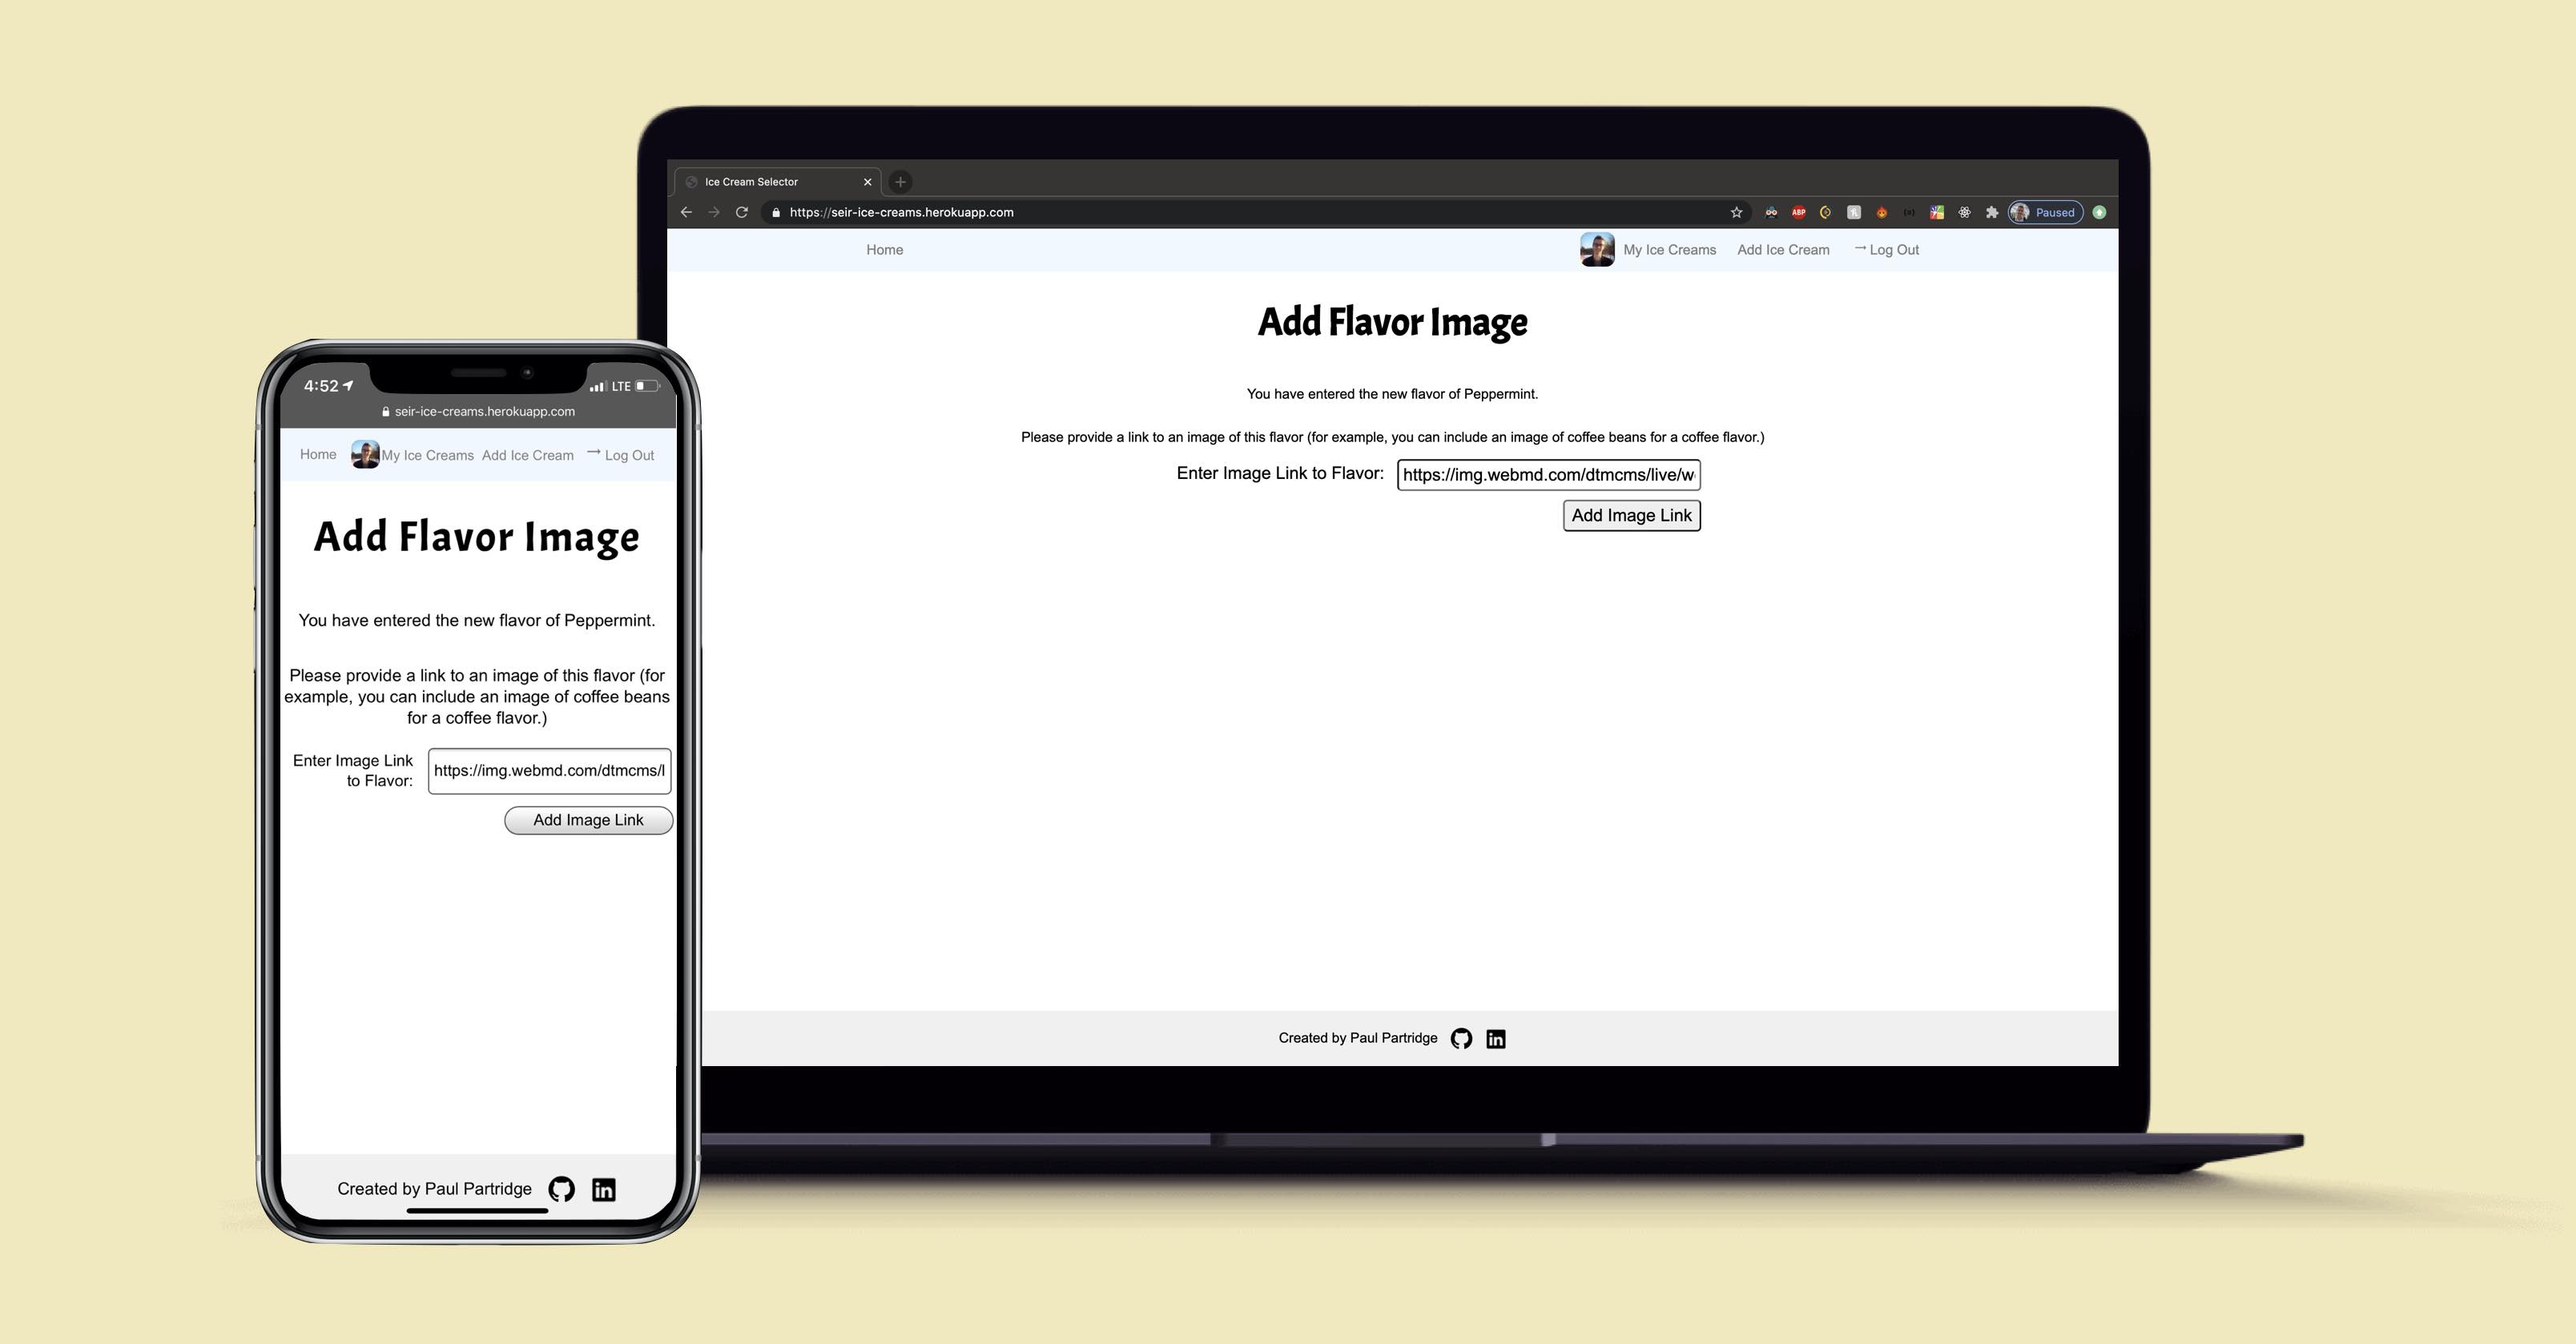 Ice Cream Selector
https://seir-ice-creams.herokuapp.com
ABP
Paused
Home
My Ice Creams
Add Ice Cream
Log Out
Add Flavor Image
You have entered the new flavor of Peppermint.
Please provide a link to an image of this flavor (for example, you can include an image of coffee beans for a coffee flavor.)
Enter Image Link to Flavor: https://img.webmd.com/dtmcms/live/w
Add Image Link
Created by Paul Partridge
in
4:52
LTE
seir-ice-creams.herokuapp.com
Home
My Ice Creams
Add Ice Cream
Log Out
Add Flavor Image
You have entered the new flavor of Peppermint.
Please provide a link to an image of this flavor (for
example, you can include an image of coffee beans
for a coffee flavor.)
Enter Image Link
to Flavor:
https://img.webmd.com/dtmcms/l
Add Image Link
Created by Paul Partridge
in